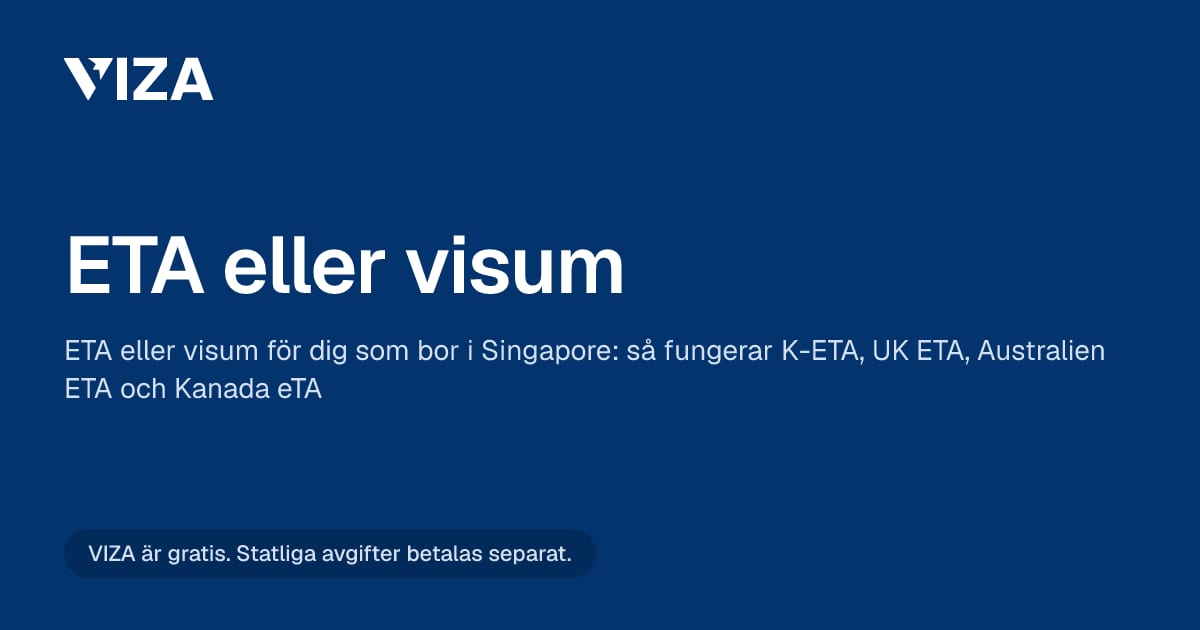 VIZA
ETA eller visum
ETA eller visum för dig som bor i Singapore: så fungerar K-ETA, UK ETA, Australien
ETA och Kanada eTA
VIZA är gratis. Statliga avgifter betalas separat.